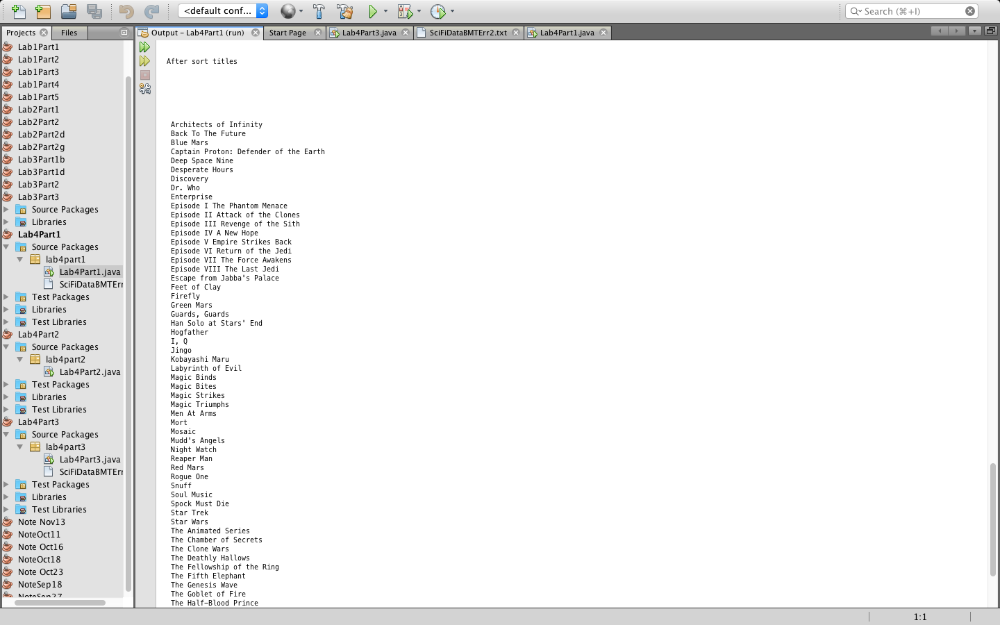 <default conf...
Search (⌘+I)
Projects
Files
Output – Lab4Part1 (run)
Start Page
Lab4Part3.java
SciFiDataBMTErr2.txt
Lab4Part1.java
Lab1Part1
Lab1Part2
Lab1Part3
Lab1Part4
Lab1Part5
Lab2Part1
Lab2Part2
Lab2Part2d
Lab2Part2g
Lab3Part1b
Lab3Part1d
Lab3Part2
Lab3Part3
Source Packages
Libraries
Lab4Part1
Source Packages
lab4part1
Lab4Part1.java
SciFiDataBMTErr
Test Packages
Libraries
Test Libraries
Lab4Part2
Source Packages
lab4part2
Lab4Part2.java
Test Packages
Libraries
Test Libraries
Lab4Part3
Source Packages
lab4part3
Lab4Part3.java
SciFiDataBMTErr
Test Packages
Libraries
Test Libraries
Note Nov13
NoteOct11
Note Oct16
NoteOct18
Note Oct23
NoteSep18
NoteSep27
After sort titles
Architects of Infinity
Back To The Future
Blue Mars
Captain Proton: Defender of the Earth
Deep Space Nine
Desperate Hours
Discovery
Dr. Who
Enterprise
Episode I The Phantom Menace
Episode II Attack of the Clones
Episode III Revenge of the Sith
Episode IV A New Hope
Episode V Empire Strikes Back
Episode VI Return of the Jedi
Episode VII The Force Awakens
Episode VIII The Last Jedi
Escape from Jabba's Palace
Feet of Clay
Firefly
Green Mars
Guards, Guards
Han Solo at Stars' End
Hogfather
I, Q
Jingo
Kobayashi Maru
Labyrinth of Evil
Magic Binds
Magic Bites
Magic Strikes
Magic Triumphs
Men At Arms
Mort
Mosaic
Mudd's Angels
Night Watch
Reaper Man
Red Mars
Rogue One
Snuff
Soul Music
Spock Must Die
Star Trek
Star Wars
The Animated Series
The Chamber of Secrets
The Clone Wars
The Deathly Hallows
The Fellowship of the Ring
The Fifth Elephant
The Genesis Wave
The Goblet of Fire
The Half–Blood Prince
1:1